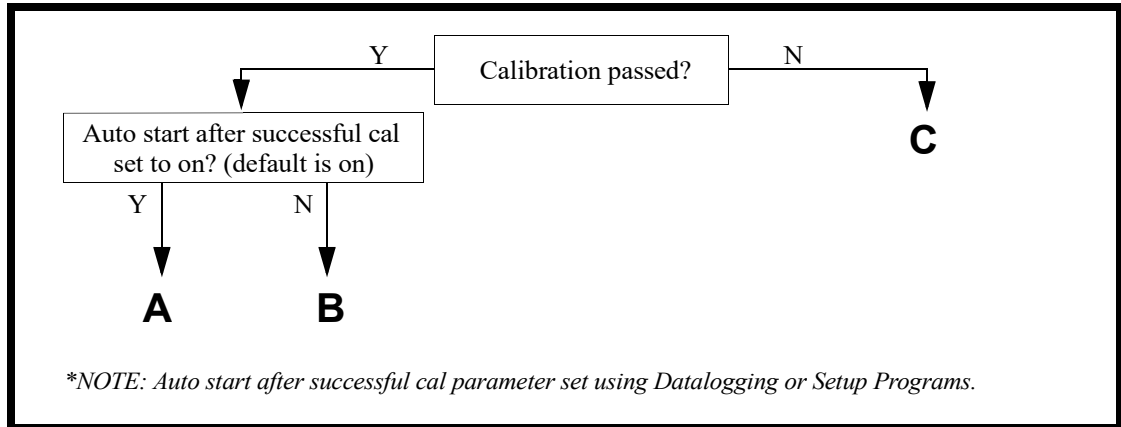 Y
Calibration passed?
N
Auto start after successful cal
set to on? (default is on)
C
Y
N
A
B
*NOTE: Auto start after successful cal parameter set using Datalogging or Setup Programs.